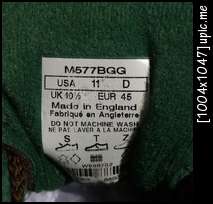 M577BGG
USA 11 D
UK 10½ EUR 45
Made in England
Fabriqué en Angleterre
DO NOT MACHINE WASH
NE PAS LAVER A LA MACHINE
S T Z
[1004x1047] upic.me